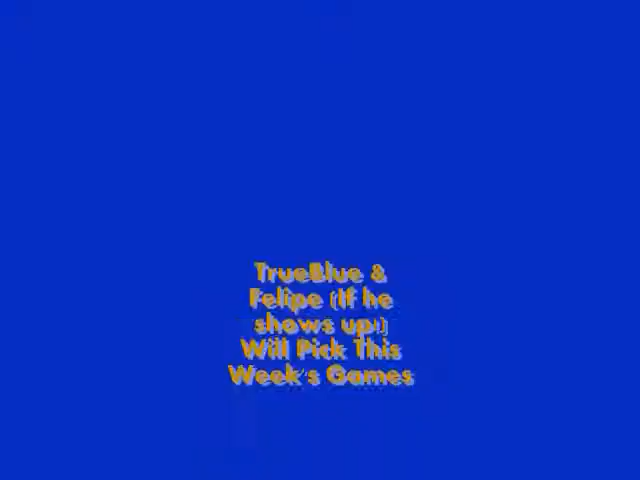 TrueBlue &
Felipe (If he
shows up!)
Will Pick This
Week's Games